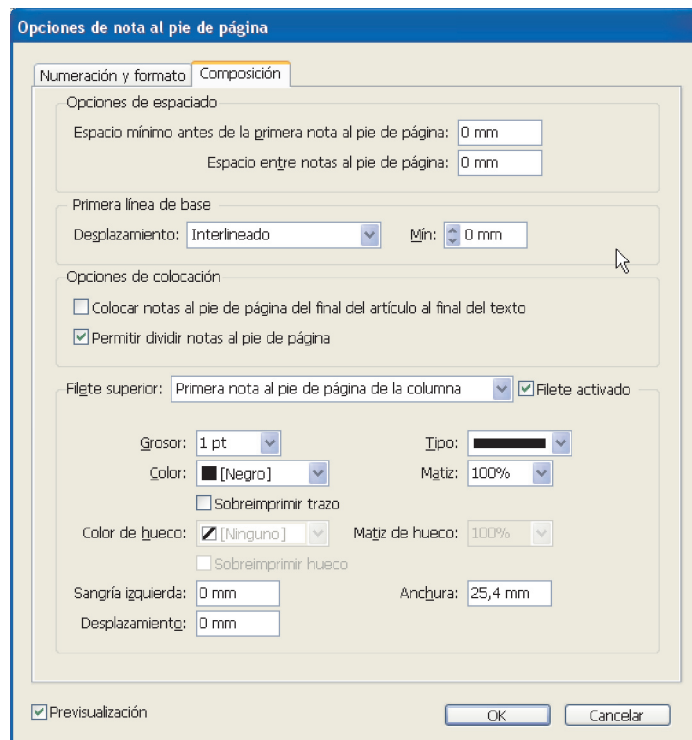 Opciones de nota al pie de página
Numeración y formato Composición
Opciones de espaciado
Espacio mínimo antes de la primera nota al pie de página: 0 mm
Espacio entre notas al pie de página: 0 mm
Primera línea de base
Desplazamiento: Interlineado Mín: 0 mm
Opciones de colocación
Colocar notas al pie de página del final del artículo al final del texto
Permitir dividir notas al pie de página
Filete superior: Primera nota al pie de página de la columna Filete activado
Grosor: 1 pt Tipo:
Color: [Negro] Matiz: 100%
Sobreimprimir trazo
Color de hueco: [Ninguno] Matiz de hueco: 100%
Sobreimprimir hueco
Sangría izquierda: 0 mm Anchura: 25,4 mm
Desplazamiento: 0 mm
Previsualización OK Cancelar